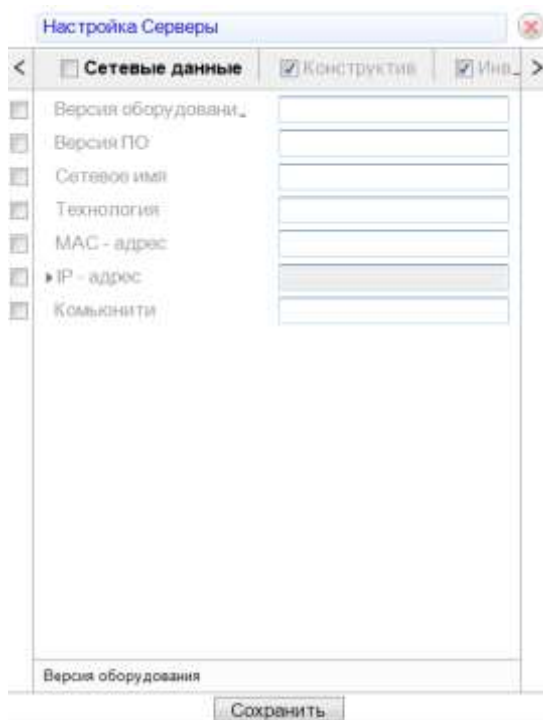 Настройка Серверы
< Сетевые данные Конструктив Инв... >
Версия оборудовани...
Версия ПО
Сетевое имя
Технология
MAC - адрес
IP - адрес
Комьюнити
Версия оборудования
Сохранить